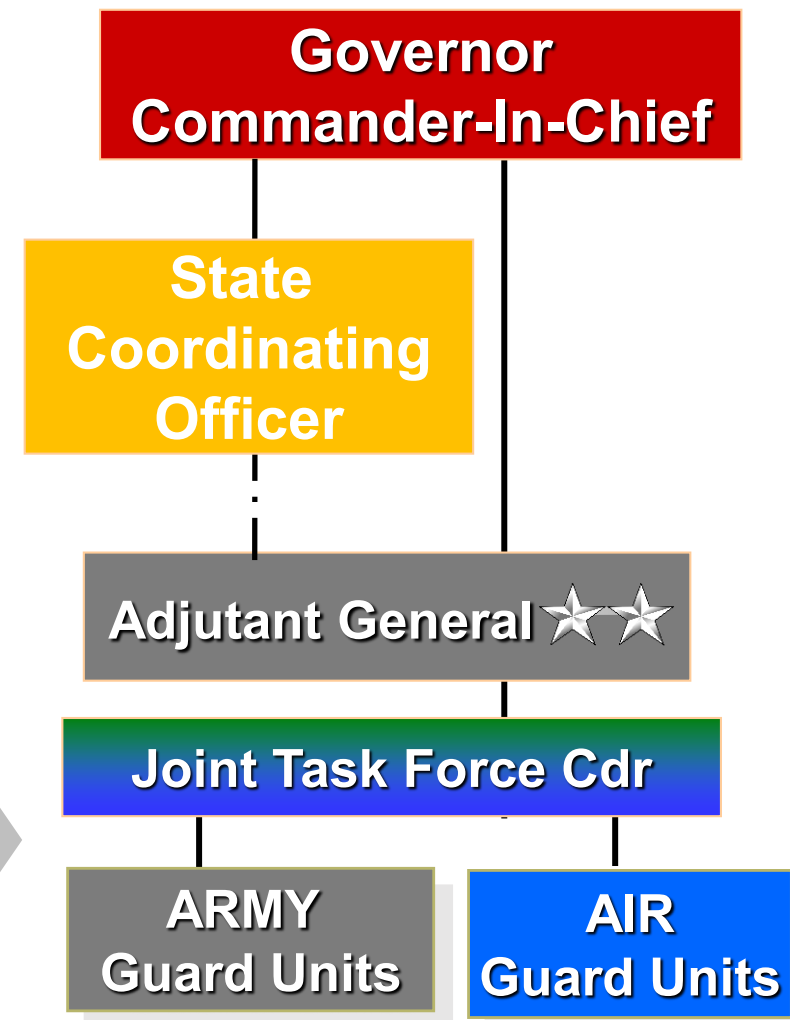 Governor
Commander-In-Chief
State
Coordinating
Officer
Adjutant General
Joint Task Force Cdr
ARMY
Guard Units
AIR
Guard Units